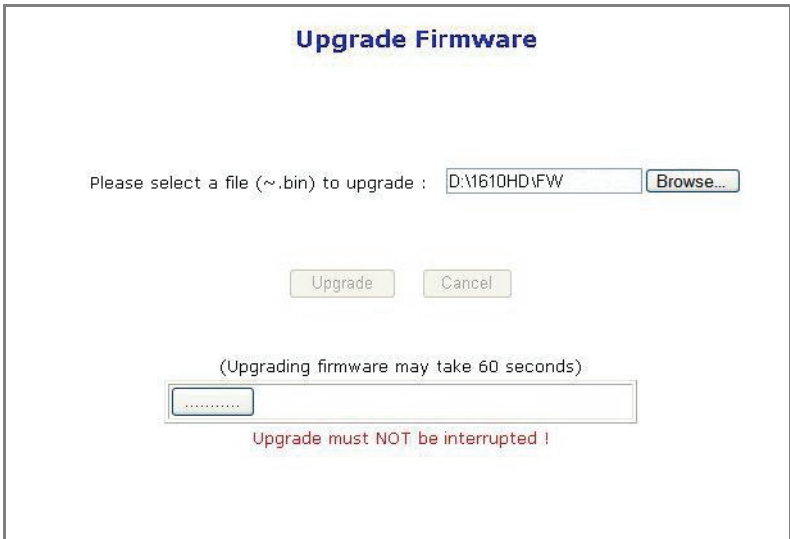 Upgrade Firmware
Please select a file (~.bin) to upgrade : D:\1610HD\FW Browse...
Upgrade Cancel
(Upgrading firmware may take 60 seconds)
...........
Upgrade must NOT be interrupted !